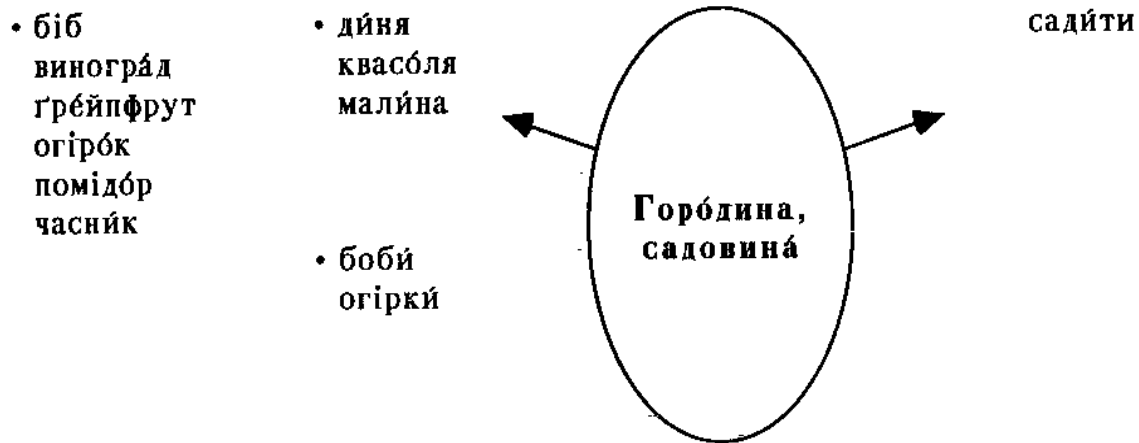 • біб
виногра́д
ґре́йпфрут
огіро́к
помідо́р
часни́к
• ди́ня
квасо́ля
мали́на
• боби́
огірки́
Горо́дина,
садовина́
сади́ти